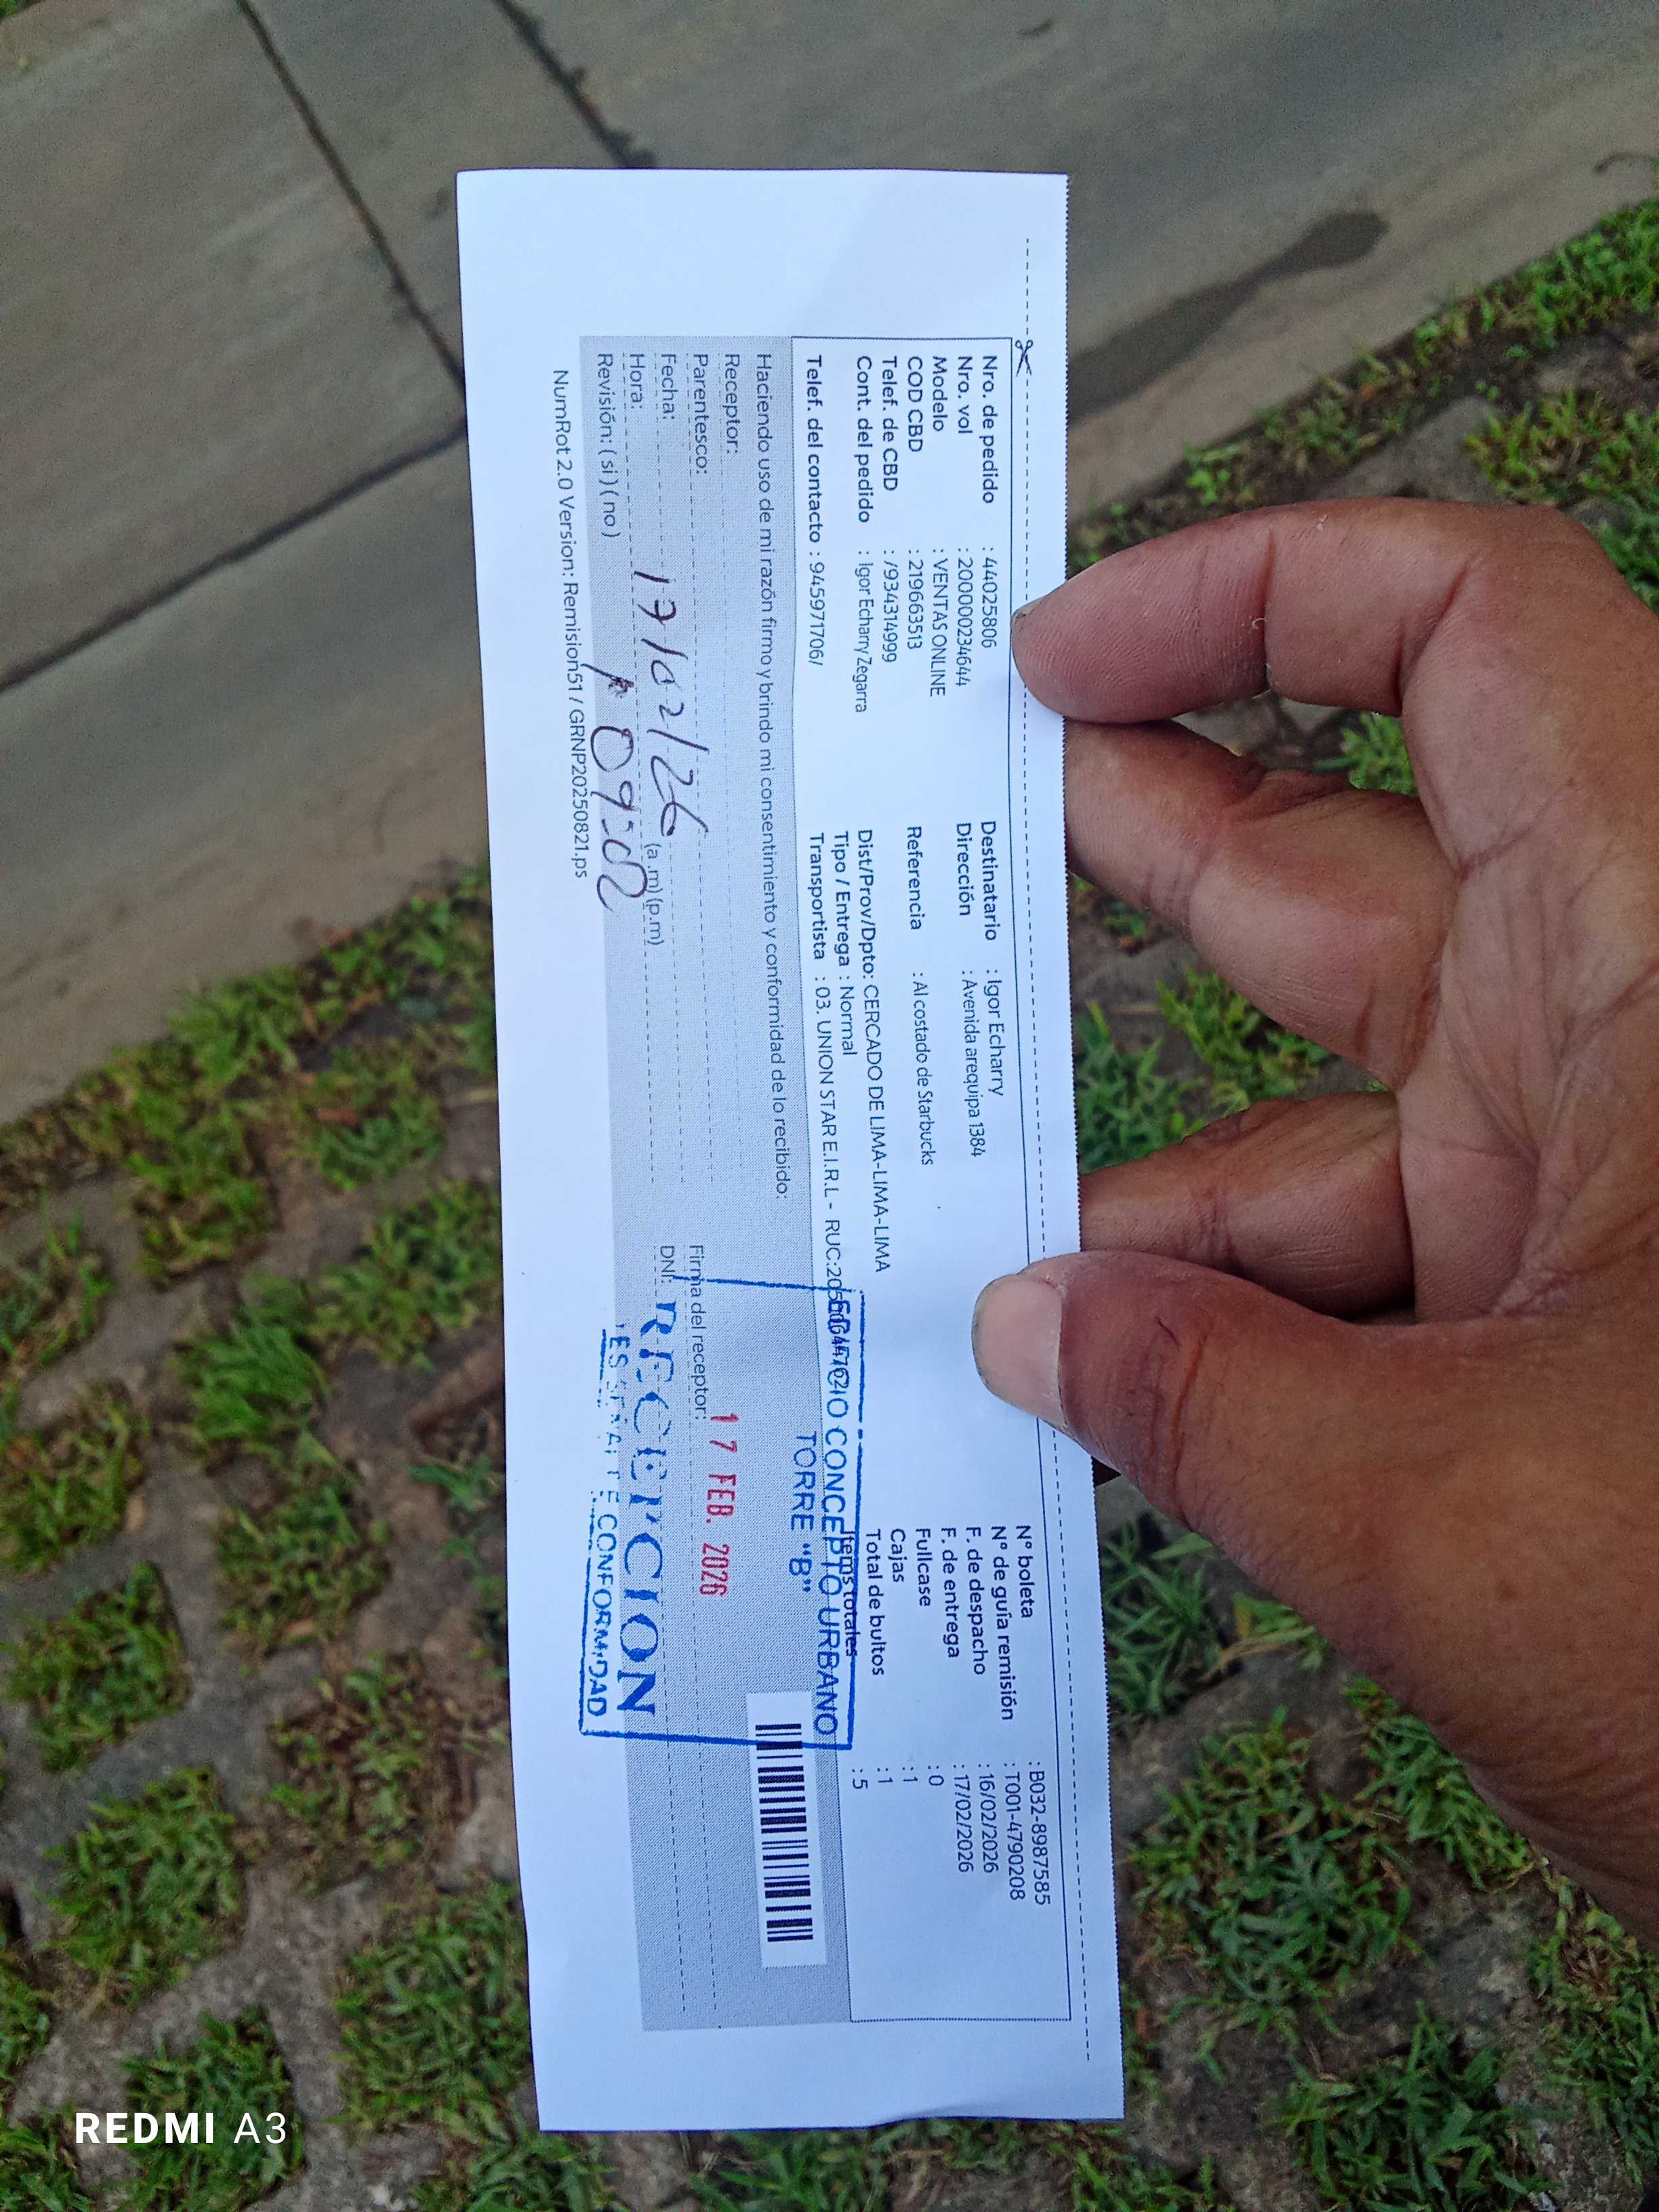 Nro. de pedido : 44025806
Nro. vol : 200000234644
Modelo : VENTAS ONLINE
COD CBD : 219663513
Telef. de CBD : /934314999
Cont. del pedido : Igor Echarry Zegarra
Telef. del contacto : 945971706/
Destinatario : Igor Echarry
Dirección : Avenida arequipa 1384
Referencia : Al costado de Starbucks
Dist/Prov/Dpto: CERCADO DE LIMA-LIMA-LIMA
Tipo / Entrega : Normal
Transportista : 03. UNION STAR E.I.R.L - RUC:
N° boleta : B032-8987585
N° de guía remisión : T001-4790208
F. de despacho : 16/02/2026
F. de entrega : 17/02/2026
Fullcase : 0
Cajas : 1
Total de bultos : 1
Items totales : 5
Haciendo uso de mi razón firmo y brindo mi consentimiento y conformidad de lo recibido:
Receptor:
Parentesco:
Fecha: 17/02/26
Hora: (a.m) (p.m)
Revisión: ( si ) ( no )
Firma del receptor:
DNI:
EDIFICIO CONCEPTO URBANO
TORRE "B"
17 FEB. 2026
RECEPCION
CONFORMIDAD
NumRot 2.0 Version: Remision51 / GRNP20250821.ps
REDMI A3